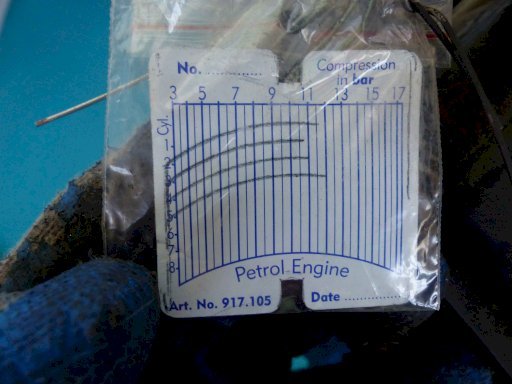 No. ................
Compression
in bar
3 5 7 9 11 13 15 17
Cyl.
1
2
3
4
5
6
7
8
Petrol Engine
Art. No. 917.105
Date ................